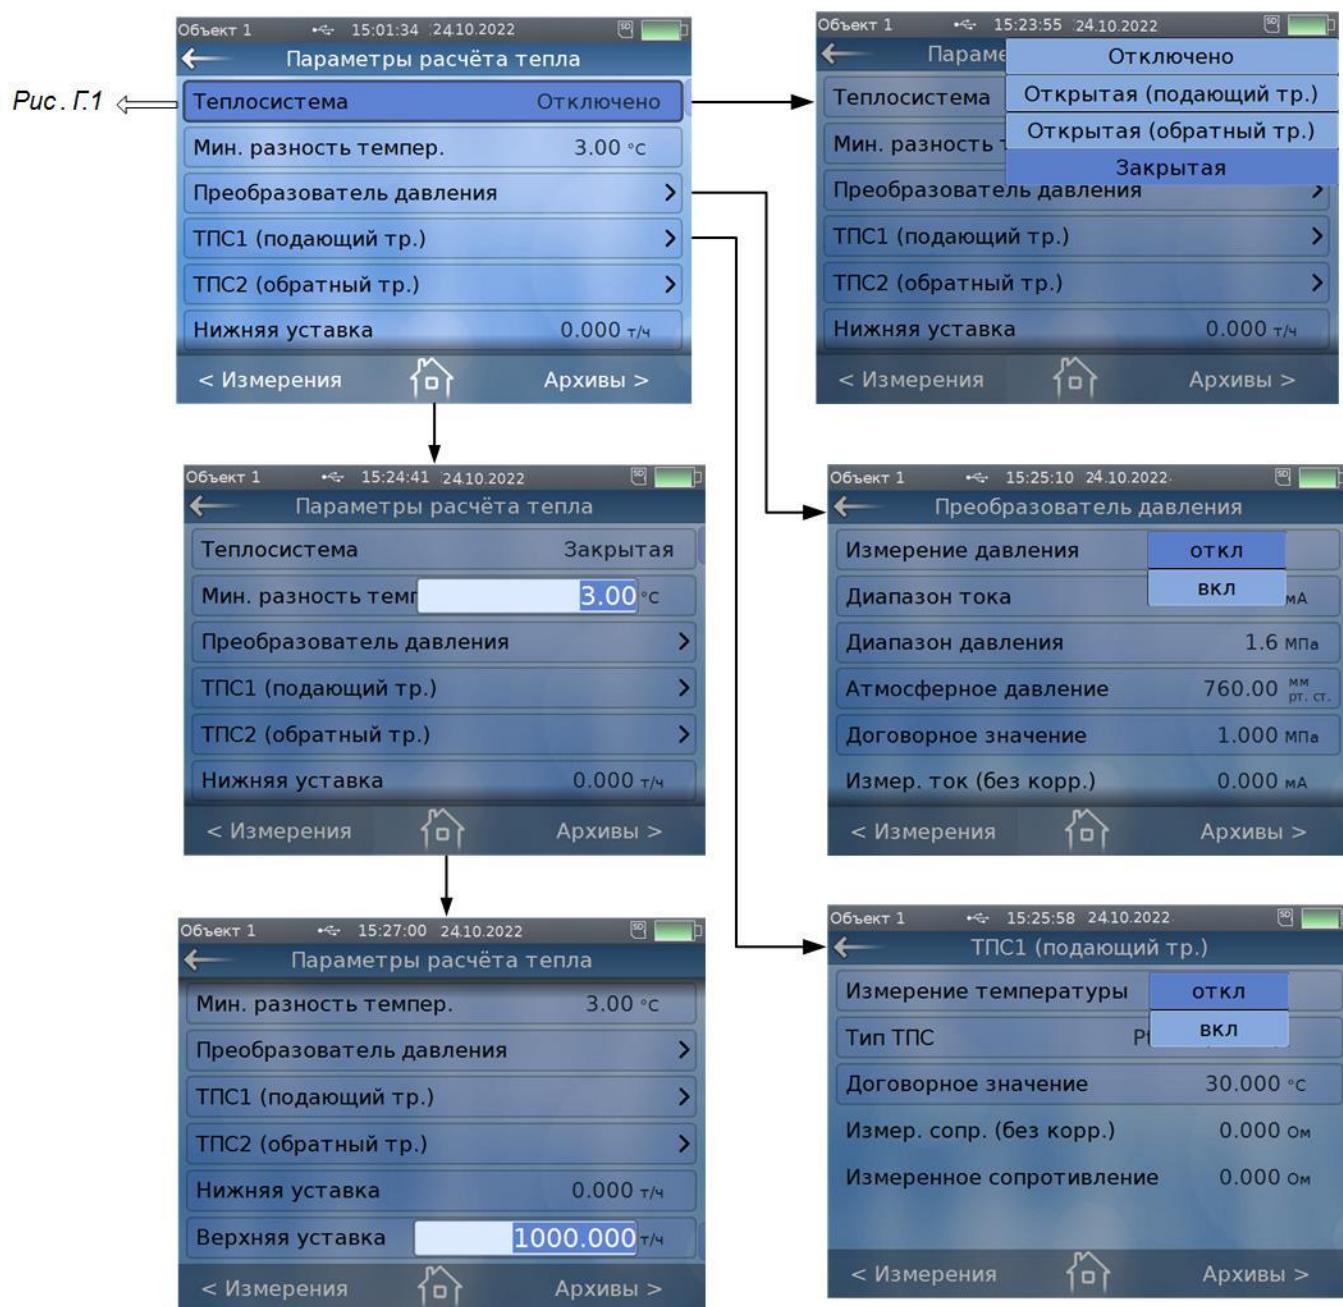 Рис. Г.1
Объект 1 15:01:34 24.10.2022 SD
Параметры расчёта тепла
Теплосистема Отключено
Мин. разность темпер. 3.00 °С
Преобразователь давления >
ТПС1 (подающий тр.) >
ТПС2 (обратный тр.) >
Нижняя уставка 0.000 т/ч
< Измерения Архивы >
Объект 1 15:23:55 24.10.2022 SD
Параме
Отключено
Открытая (подающий тр.)
Открытая (обратный тр.)
Закрытая
Теплосистема
Мин. разность
Преобразователь давления >
ТПС1 (подающий тр.) >
ТПС2 (обратный тр.) >
Нижняя уставка 0.000 т/ч
< Измерения Архивы >
Объект 1 15:24:41 24.10.2022 SD
Параметры расчёта тепла
Теплосистема Закрытая
Мин. разность темп 3.00 °С
Преобразователь давления >
ТПС1 (подающий тр.) >
ТПС2 (обратный тр.) >
Нижняя уставка 0.000 т/ч
< Измерения Архивы >
Объект 1 15:25:10 24.10.2022 SD
Преобразователь давления
Измерение давления откл
вкл
Диапазон тока мА
Диапазон давления 1.6 МПа
Атмосферное давление 760.00 мм рт. ст.
Договорное значение 1.000 МПа
Измер. ток (без корр.) 0.000 мА
< Измерения Архивы >
Объект 1 15:27:00 24.10.2022 SD
Параметры расчёта тепла
Мин. разность темпер. 3.00 °С
Преобразователь давления >
ТПС1 (подающий тр.) >
ТПС2 (обратный тр.) >
Нижняя уставка 0.000 т/ч
Верхняя уставка 1000.000 т/ч
< Измерения Архивы >
Объект 1 15:25:58 24.10.2022 SD
ТПС1 (подающий тр.)
Измерение температуры откл
вкл
Тип ТПС P
Договорное значение 30.000 °С
Измер. сопр. (без корр.) 0.000 Ом
Измеренное сопротивление 0.000 Ом
< Измерения Архивы >